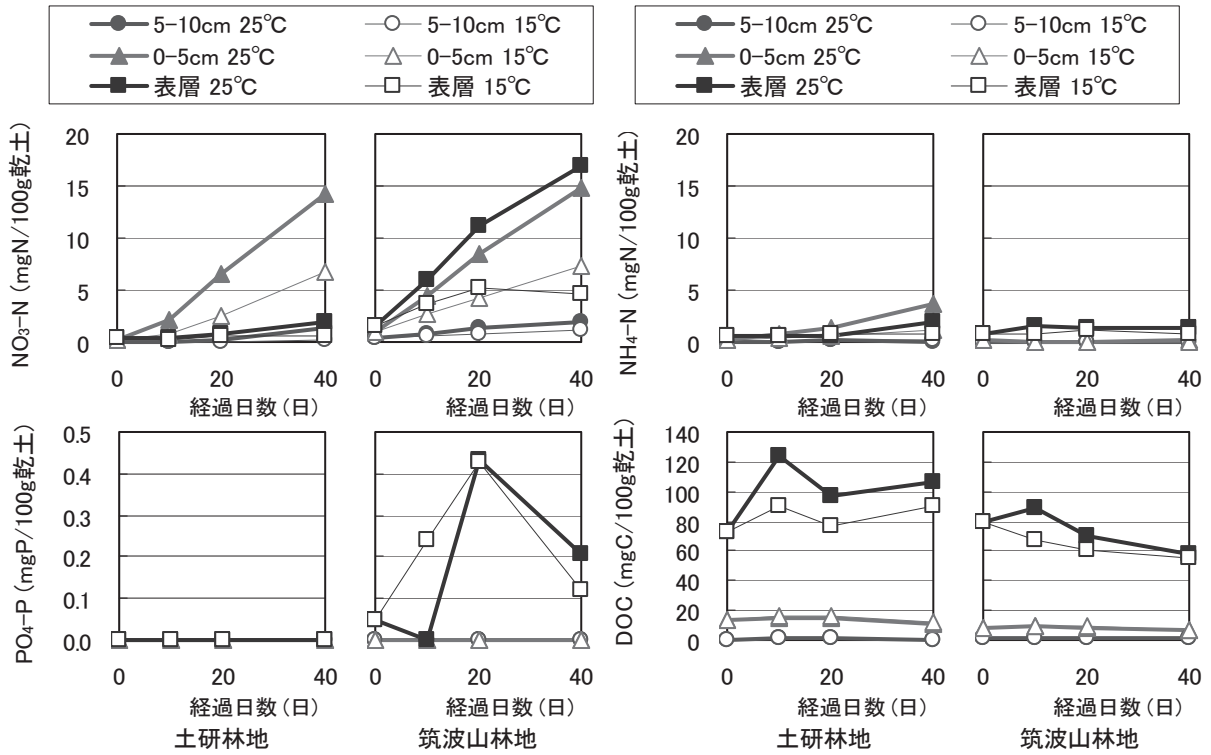 5-10cm 25℃ 5-10cm 15℃
0-5cm 25℃ 0-5cm 15℃
表層 25℃ 表層 15℃
5-10cm 25℃ 5-10cm 15℃
0-5cm 25℃ 0-5cm 15℃
表層 25℃ 表層 15℃
NO₃-N (mgN/100g乾土)
20
15
10
5
0
0 20 40
経過日数(日)
0 20 40
経過日数(日)
NH₄-N (mgN/100g乾土)
20
15
10
5
0
0 20 40
経過日数(日)
0 20 40
経過日数(日)
PO₄-P (mgP/100g乾土)
0.5
0.4
0.3
0.2
0.1
0.0
0 20 40
経過日数(日)
土研林地
0 20 40
経過日数(日)
筑波山林地
DOC (mgC/100g乾土)
140
120
100
80
60
40
20
0
0 20 40
経過日数(日)
土研林地
0 20 40
経過日数(日)
筑波山林地